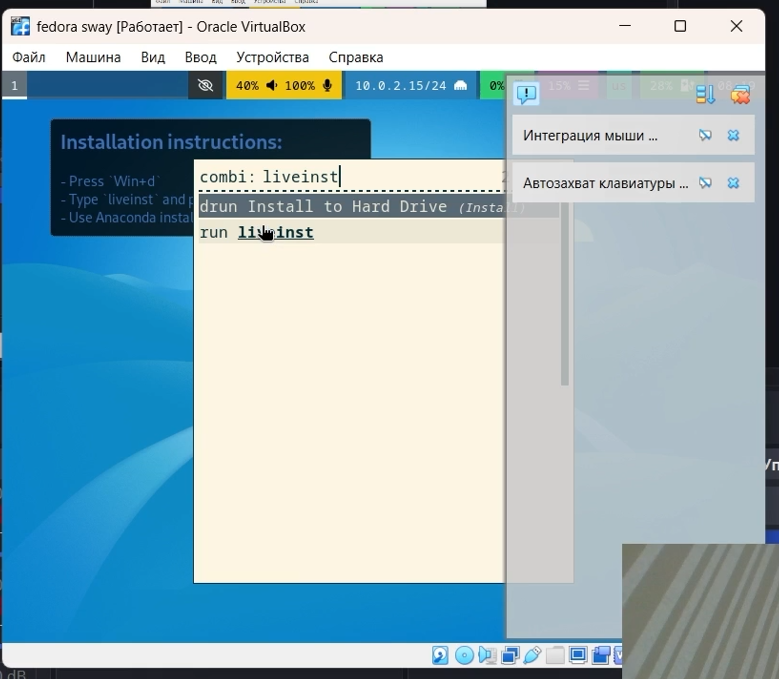 fedora sway [Работает] - Oracle VirtualBox
Файл Машина Вид Ввод Устройства Справка
1 40% 100% 10.0.2.15/24 0% 15% us 28%
Installation instructions:
- Press `Win+d`
- Type `liveinst` and p
- Use Anaconda instal
combi: liveinst
drun Install to Hard Drive (Install)
run liveinst
Интеграция мыши ...
Автозахват клавиатуры ...
dB